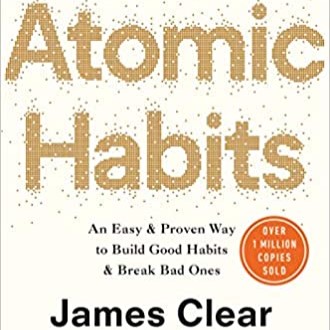 Atomic
Habits
An Easy & Proven Way
to Build Good Habits
& Break Bad Ones
OVER
1 MILLION
COPIES
SOLD
James Clear